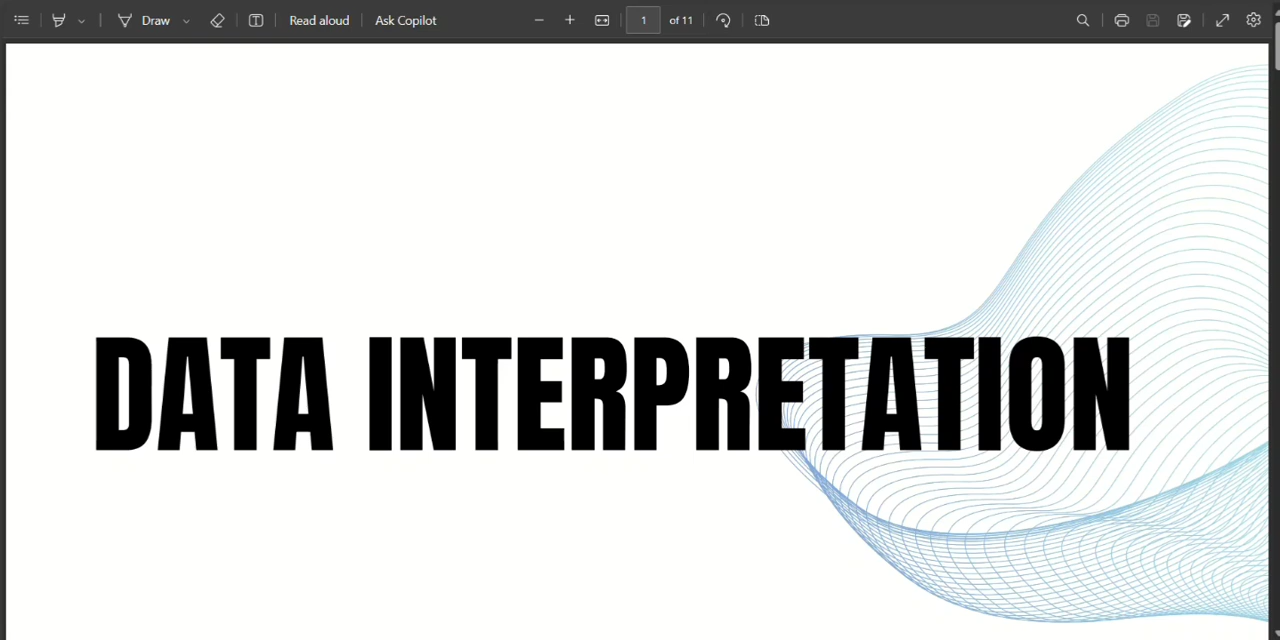 Draw Read aloud Ask Copilot 1 of 11
DATA INTERPRETATION